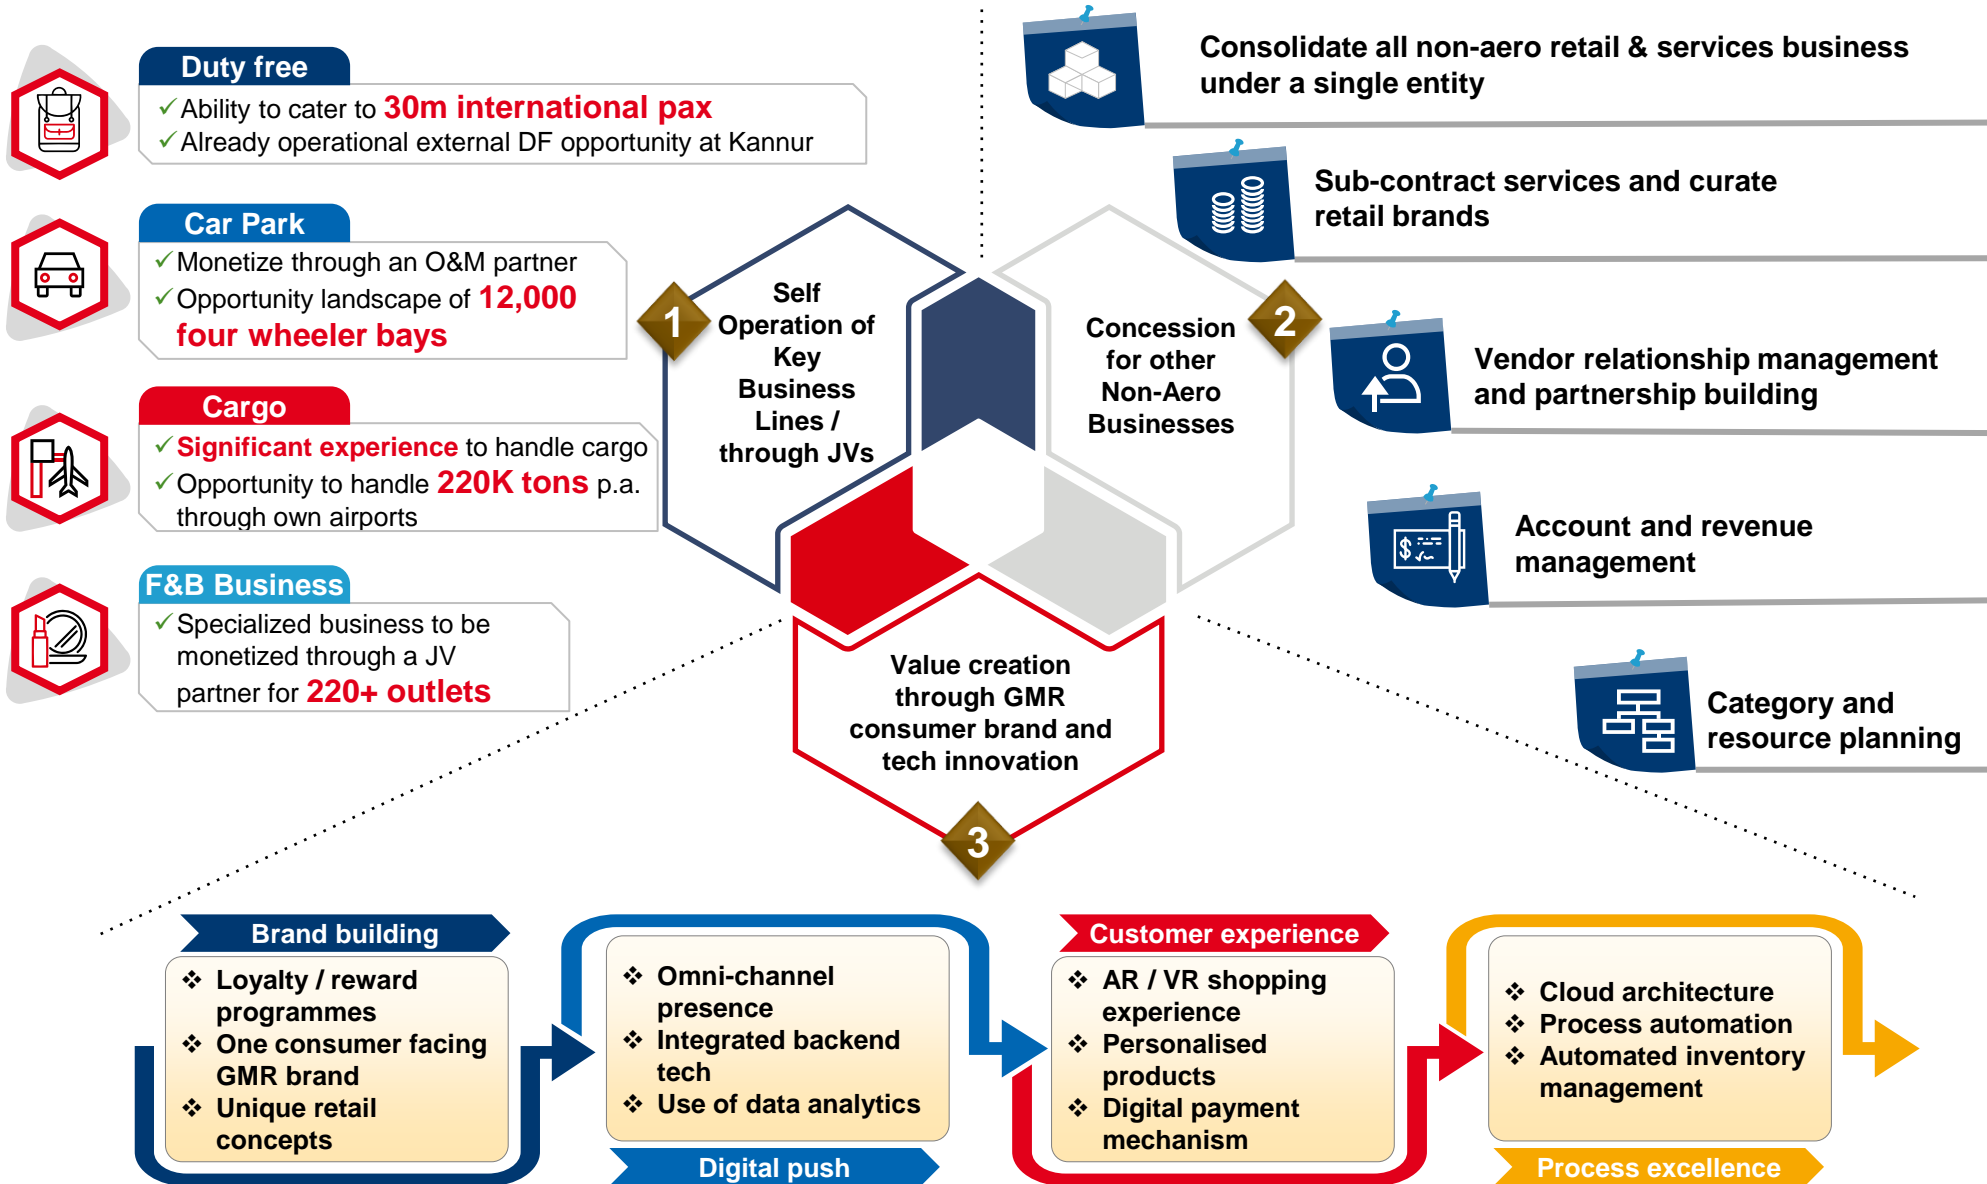 Duty free
✓Ability to cater to 30m international pax
✓Already operational external DF opportunity at Kannur
Car Park
✓Monetize through an O&M partner
✓Opportunity landscape of 12,000
four wheeler bays
Cargo
✓Significant experience to handle cargo
✓Opportunity to handle 220K tons p.a.
through own airports
F&B Business
✓Specialized business to be
monetized through a JV
partner for 220+ outlets
1
Self
Operation of
Key
Business
Lines /
through JVs
2
Concession
for other
Non-Aero
Businesses
Consolidate all non-aero retail & services business
under a single entity
Sub-contract services and curate
retail brands
Vendor relationship management
and partnership building
$
Account and revenue
management
Category and
resource planning
Value creation
through GMR
consumer brand and
tech innovation
3
Brand building
❖ Loyalty / reward
programmes
❖ One consumer facing
GMR brand
❖ Unique retail
concepts
❖ Omni-channel
presence
❖ Integrated backend
tech
❖ Use of data analytics
Digital push
Customer experience
❖ AR / VR shopping
experience
❖ Personalised
products
❖ Digital payment
mechanism
❖ Cloud architecture
❖ Process automation
❖ Automated inventory
management
Process excellence